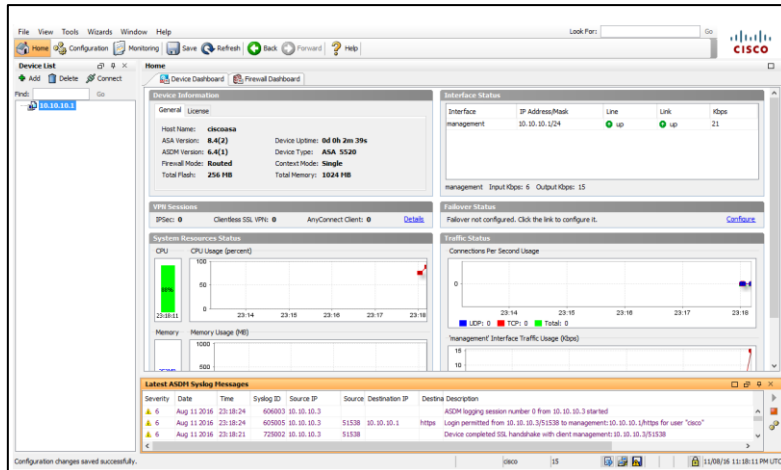 File View Tools Wizards Window Help Look For: Go
CISCO
Home Configuration Monitoring Save Refresh Back Forward Help
Device List
Add Delete Connect
Find: Go
10.10.10.1
Home
Device Dashboard Firewall Dashboard
Device Information
General License
Host Name: ciscoasa
ASA Version: 8.4(2) Device Uptime: 0d 0h 2m 39s
ASDM Version: 6.4(1) Device Type: ASA 5520
Firewall Mode: Routed Context Mode: Single
Total Flash: 256 MB Total Memory: 1024 MB
Interface Status
Interface IP Address/Mask Line Link Kbps
management 10.10.10.1/24 up up 21
management Input Kbps: 6 Output Kbps: 15
VPN Sessions
IPSec: 0 Clientless SSL VPN: 0 AnyConnect Client: 0 Details
Failover Status
Failover not configured. Click the link to configure it. Configure
System Resources Status
CPU CPU Usage (percent)
100
50
0
23:18:11 23:14 23:15 23:16 23:17 23:18
Memory Memory Usage (MB)
1000
500
Traffic Status
Connections Per Second Usage
0
23:14 23:15 23:16 23:17 23:18
UDP: 0 TCP: 0 Total: 0
'management' Interface Traffic Usage (Kbps)
15
10
Latest ASDM Syslog Messages
Severity Date Time Syslog ID Source IP Source Destination IP Destina Description
6 Aug 11 2016 23:18:24 606003 10.10.10.3 ASDM logging session number 0 from 10.10.10.3 started
6 Aug 11 2016 23:18:24 605005 10.10.10.3 51538 10.10.10.1 https Login permitted from 10.10.10.3/51538 to management:10.10.10.1/https for user "cisco"
6 Aug 11 2016 23:18:21 725002 10.10.10.3 51538 Device completed SSL handshake with client management:10.10.10.3/51538
Configuration changes saved successfully. cisco 15 11/08/16 11:18:11 PM UTC